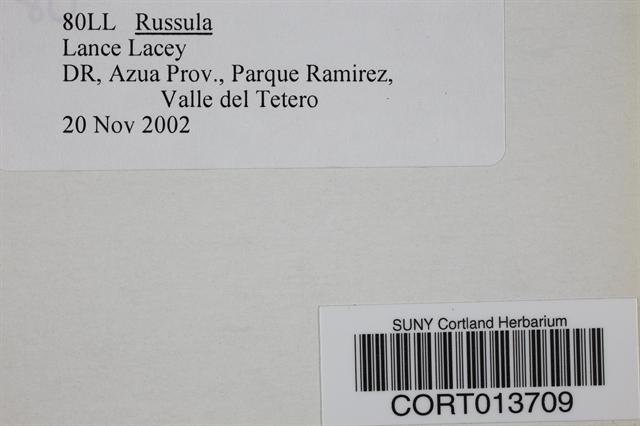 80LL Russula
Lance Lacey
DR, Azua Prov., Parque Ramirez,
Valle del Tetero
20 Nov 2002
SUNY Cortland Herbarium
CORT013709